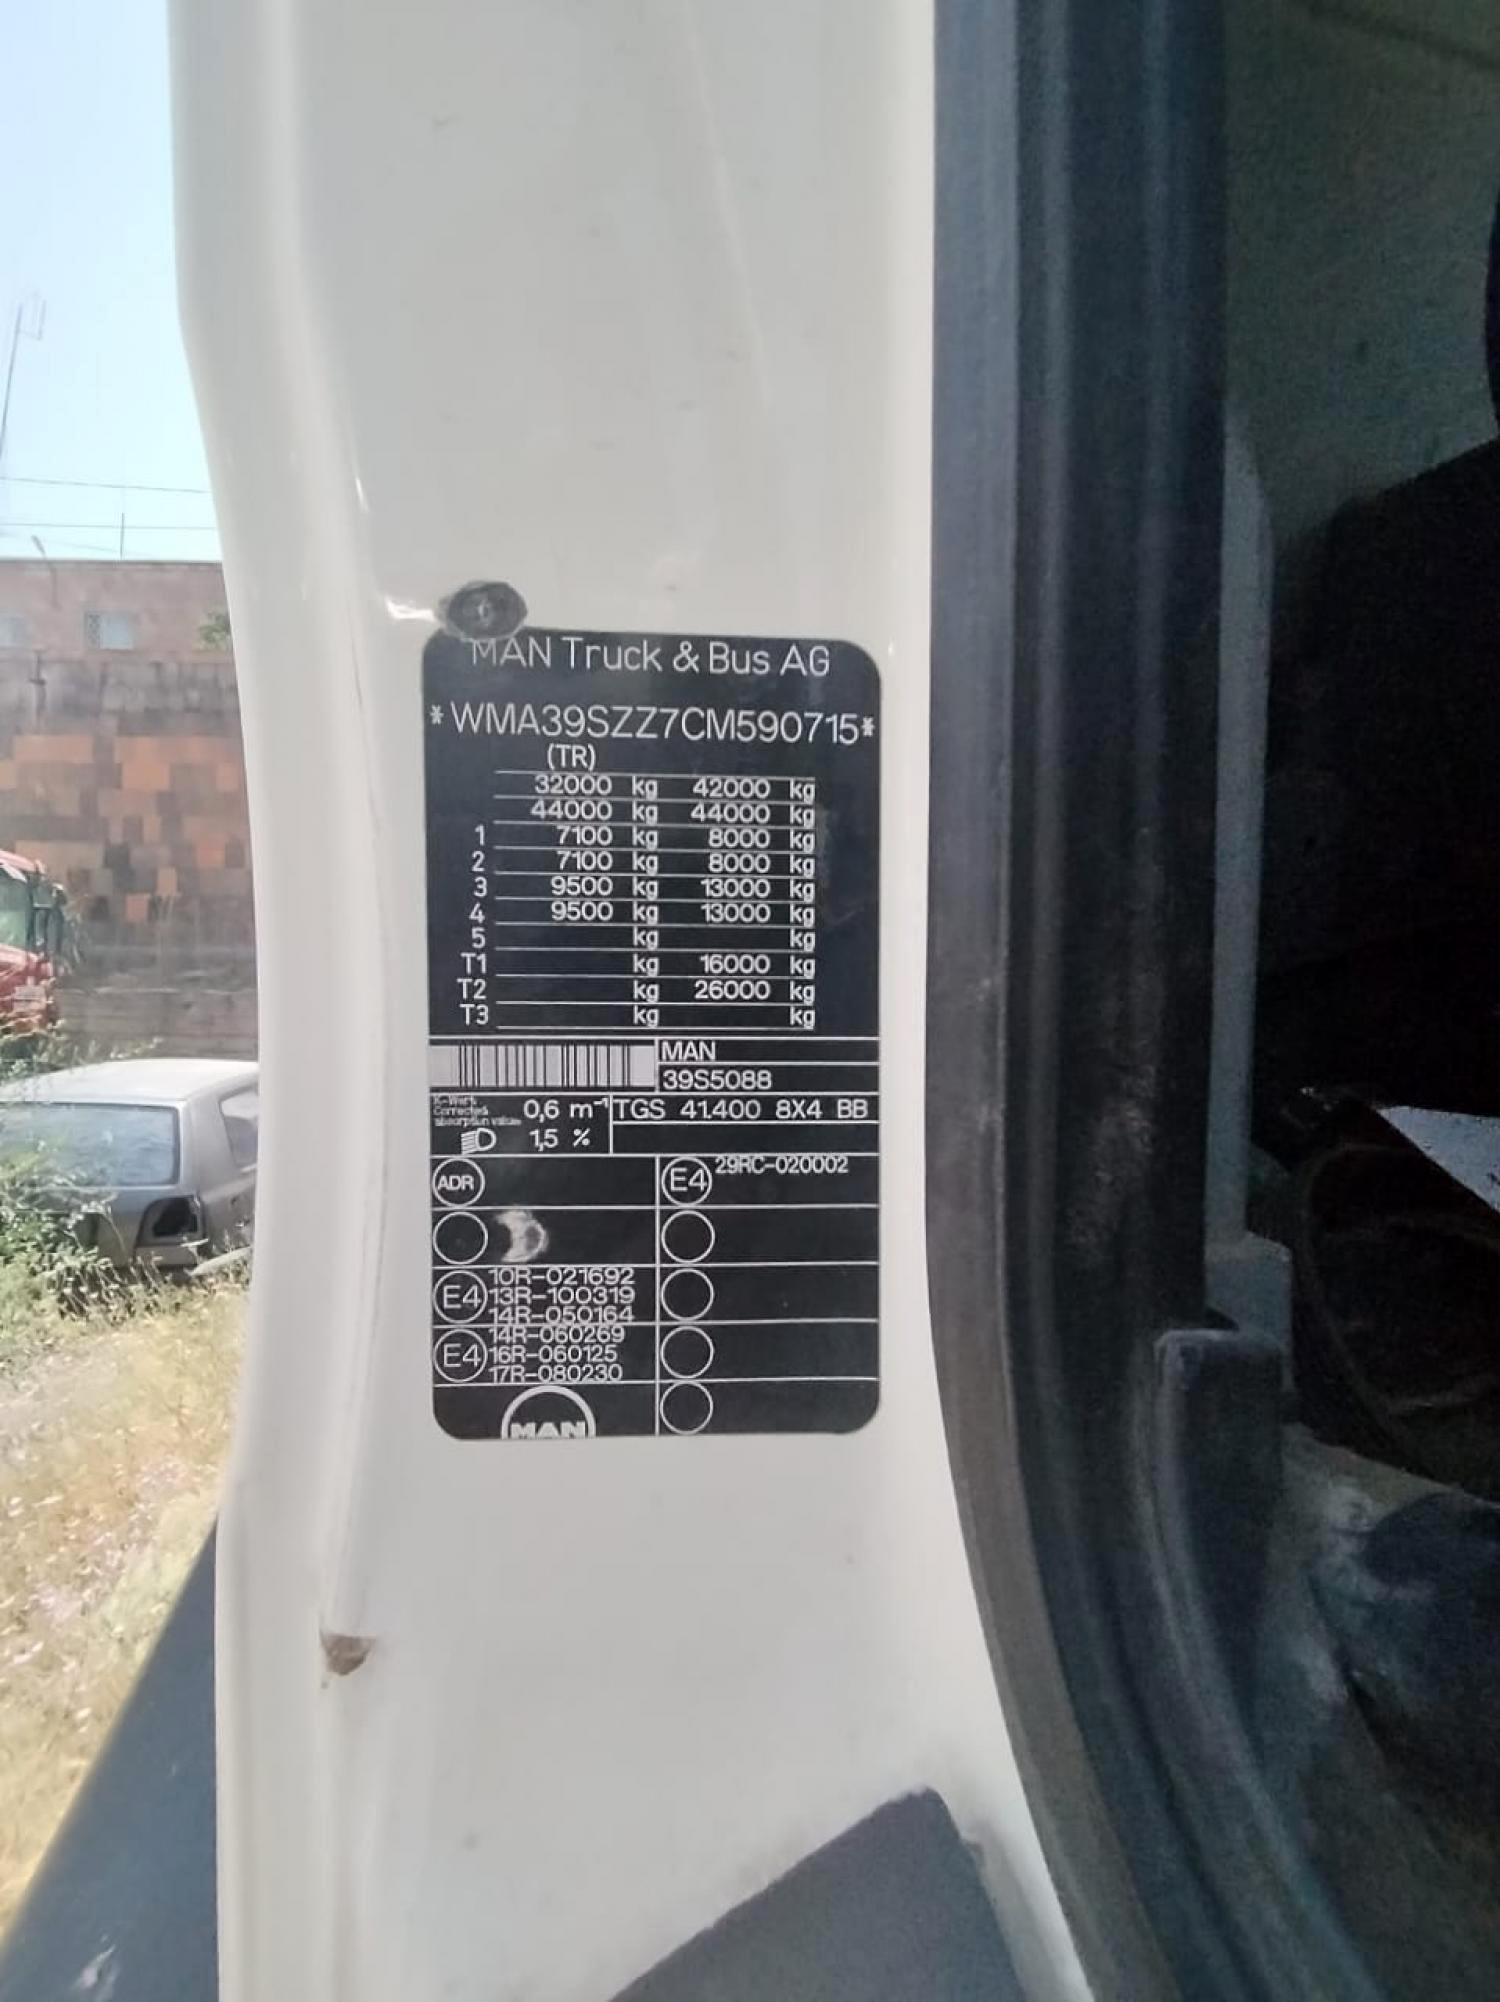 MAN Truck & Bus AG
*WMA39SZZ7CM590715*
(TR)
32000 kg 42000 kg
44000 kg 44000 kg
1 7100 kg 8000 kg
2 7100 kg 8000 kg
3 9500 kg 13000 kg
4 9500 kg 13000 kg
5 kg kg
T1 kg 16000 kg
T2 kg 26000 kg
T3 kg kg
MAN
39S5088
K-Wert
Corrected
absorption value
0,6 m⁻¹
TGS 41.400 8X4 BB
1,5 %
ADR
E4 29RC-020002
10R-021692
E4 13R-100319
14R-050164
14R-060269
E4 16R-060125
17R-080230
MAN